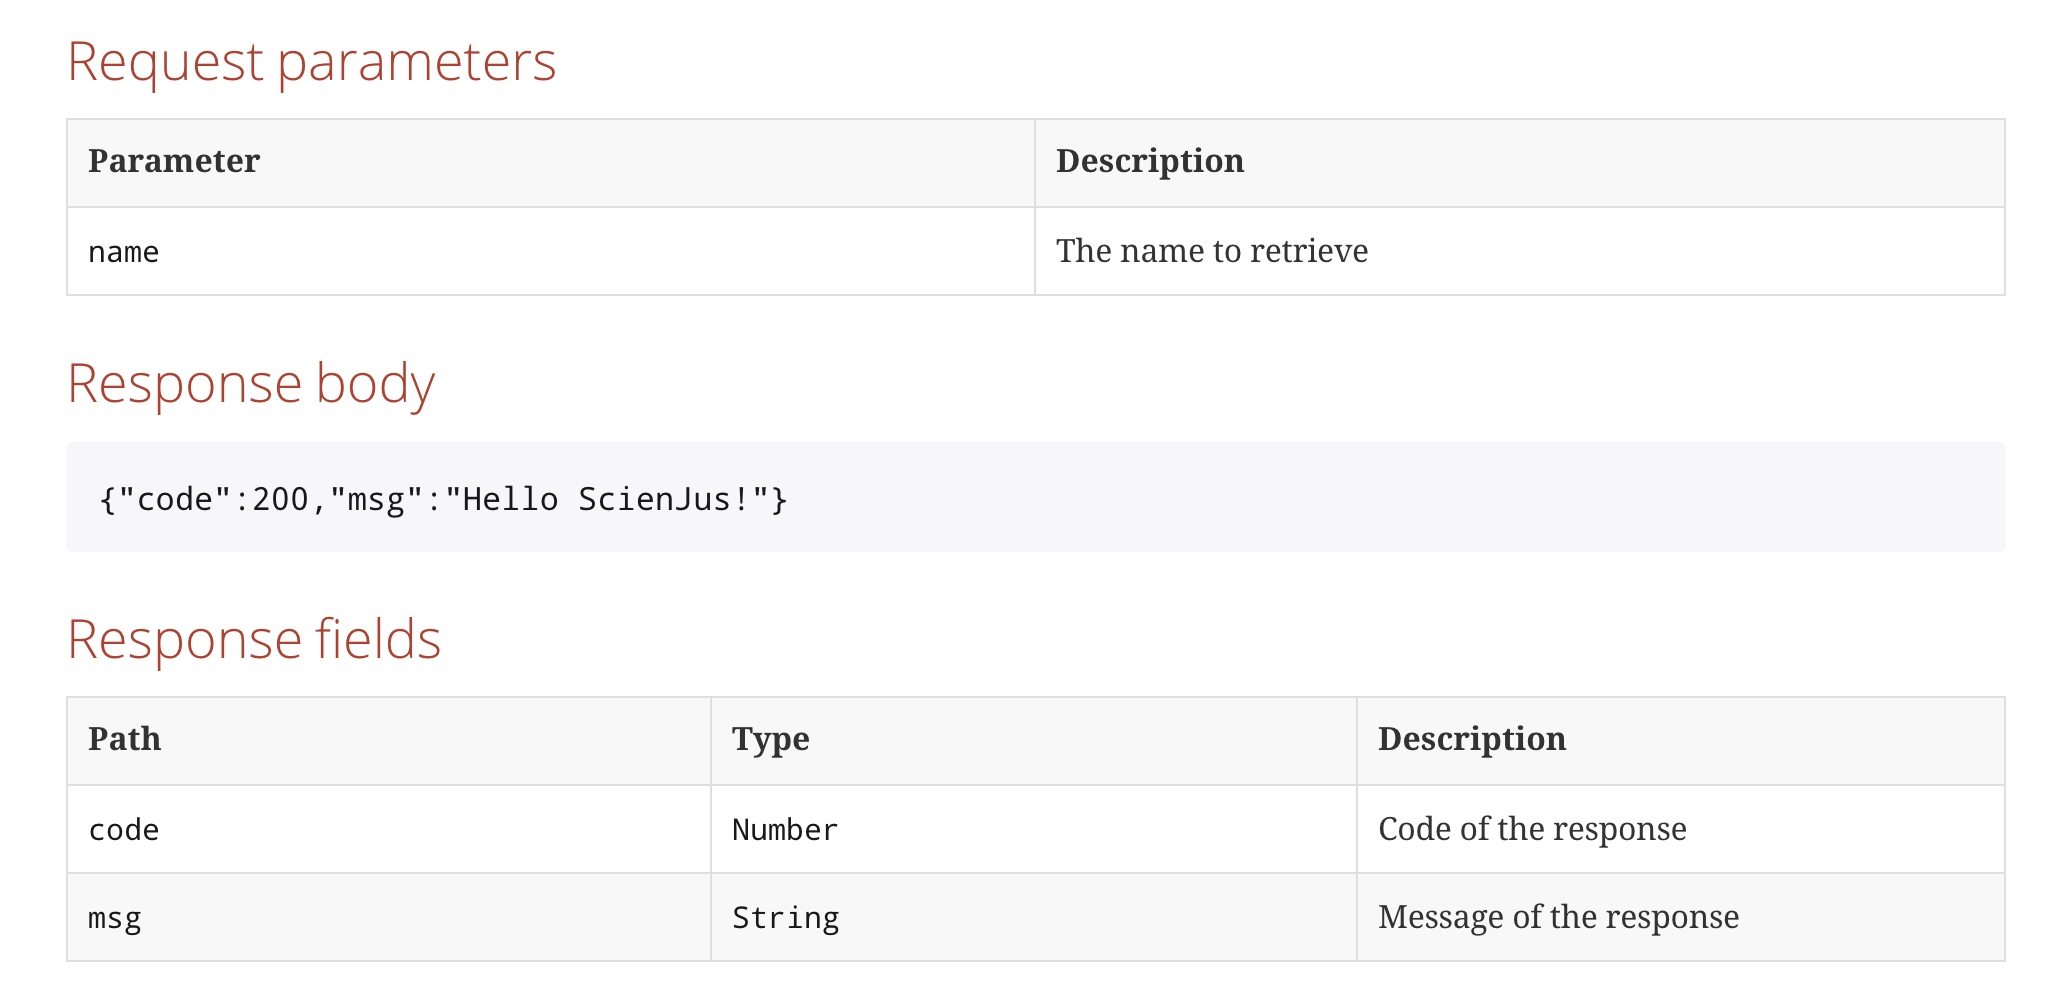 Request parameters
Parameter Description
name The name to retrieve
Response body
{"code":200,"msg":"Hello ScienJus!"}
Response fields
Path Type Description
code Number Code of the response
msg String Message of the response